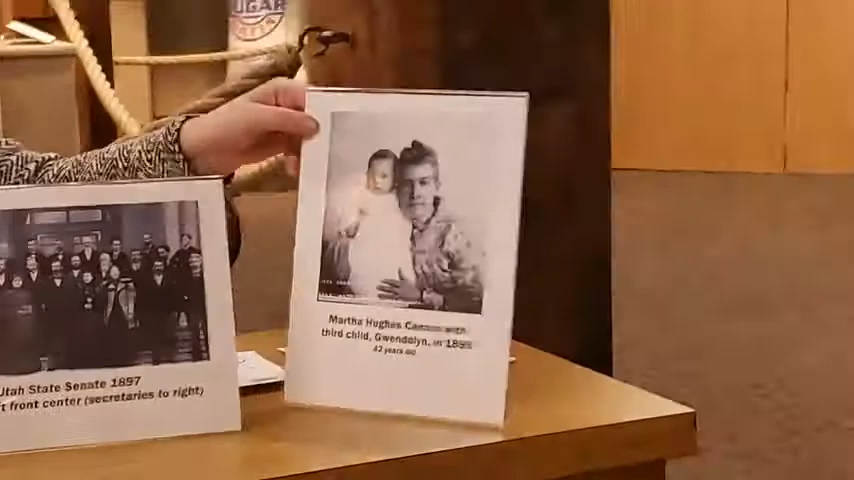 SUGAR
Utah State Senate 1897
front center (secretaries to right)
Martha Hughes Cannon with
third child, Gwendolyn, in 1899
42 years old